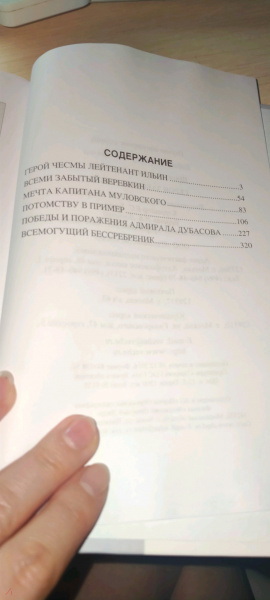 СОДЕРЖАНИЕ
ГЕРОЙ ЧЕСМЫ ЛЕЙТЕНАНТ ИЛЬИН 3
ВСЕМИ ЗАБЫТЫЙ ВЕРЕВКИН 54
МЕЧТА КАПИТАНА МУЛОВСКОГО 83
ПОТОМСТВУ В ПРИМЕР 106
ПОБЕДЫ И ПОРАЖЕНИЯ АДМИРАЛА ДУБАСОВА 227
ВСЕМОГУЩИЙ БЕССРЕБРЕНИК 320